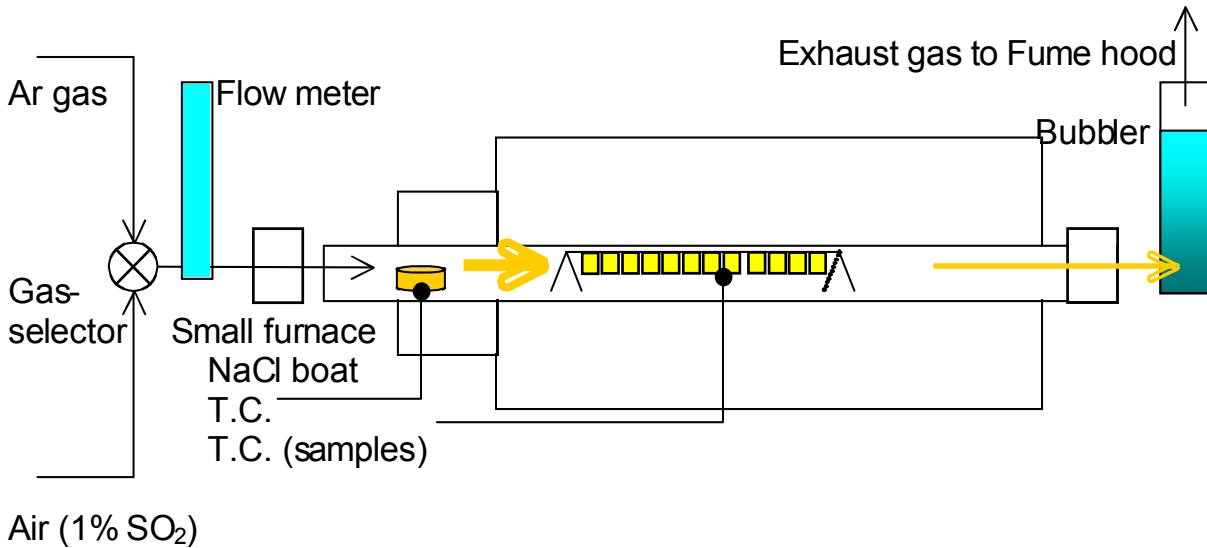 Exhaust gas to Fume hood
Ar gas
Flow meter
Bubbler
Gas-
selector
Small furnace
NaCl boat
T.C.
T.C. (samples)
Air (1% SO₂)